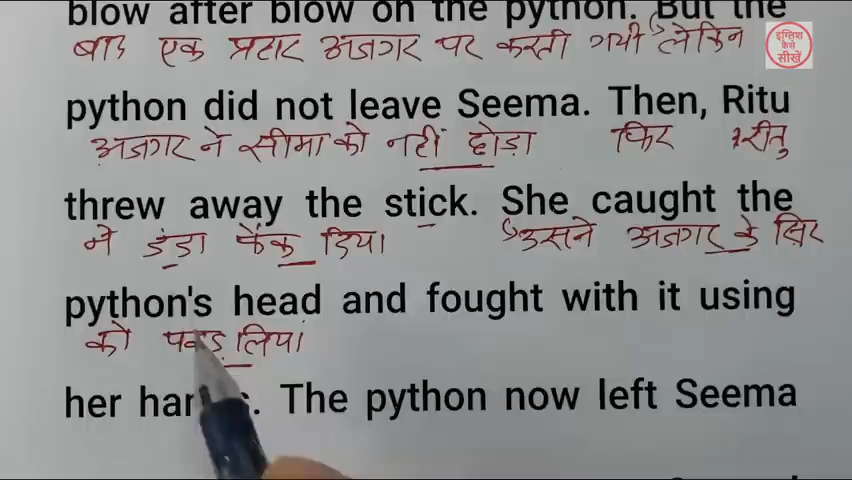 blow after blow on the python. But the
बाद एक प्रहार अजगर पर करती गयी लेकिन
इंग्लिश
कैसे
सीखें
python did not leave Seema. Then, Ritu
अजगर ने सीमा को नहीं छोड़ा फिर रीतु
threw away the stick. She caught the
ने डंडा फेंक दिया उसने अजगर के सिर
python's head and fought with it using
को पकड़ लिया
her hands. The python now left Seema